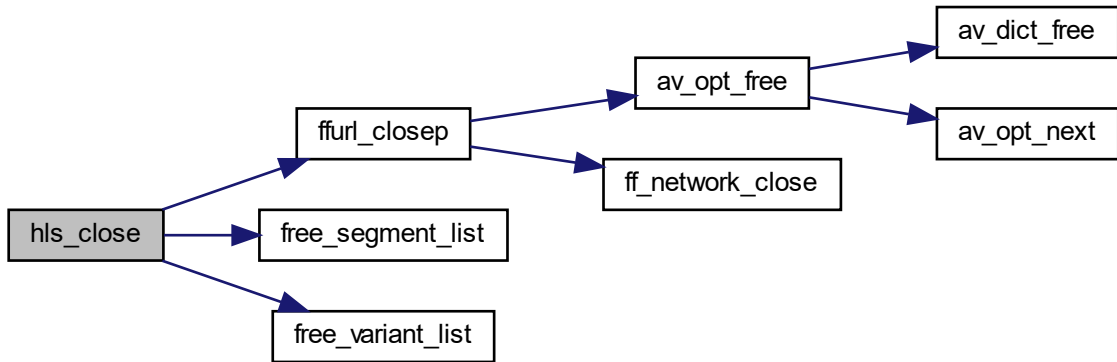 hls_close
ffurl_closep
free_segment_list
free_variant_list
av_opt_free
ff_network_close
av_dict_free
av_opt_next